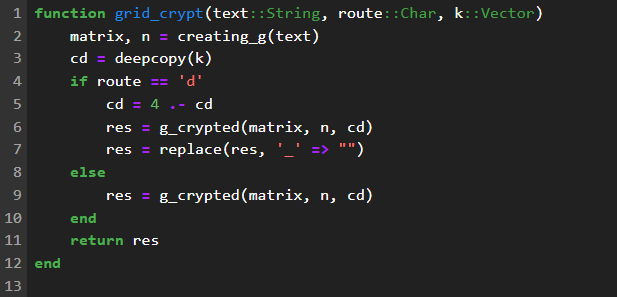 1 function grid_crypt(text::String, route::Char, k::Vector)
2     matrix, n = creating_g(text)
3     cd = deepcopy(k)
4     if route == 'd'
5         cd = 4 .- cd
6         res = g_crypted(matrix, n, cd)
7         res = replace(res, '_' => "")
8     else
9         res = g_crypted(matrix, n, cd)
10     end
11     return res
12 end
13